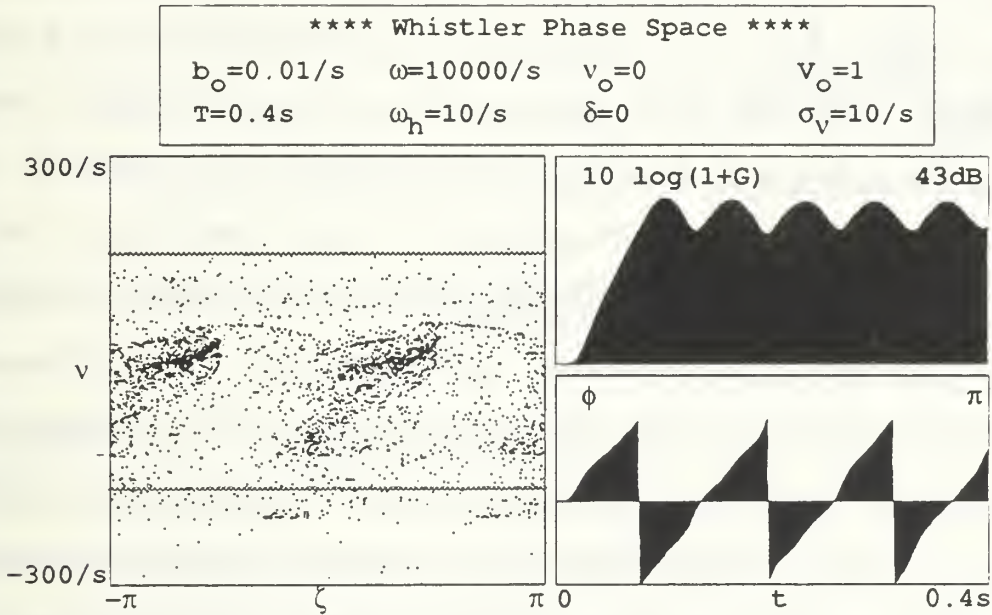 **** Whistler Phase Space ****
b₀=0.01/s ω=10000/s ν₀=0 V₀=1
T=0.4s ωₕ=10/s δ=0 σᵥ=10/s
300/s
ν
-300/s
-π ζ π
10 log(1+G) 43dB
ϕ π
0 t 0.4s